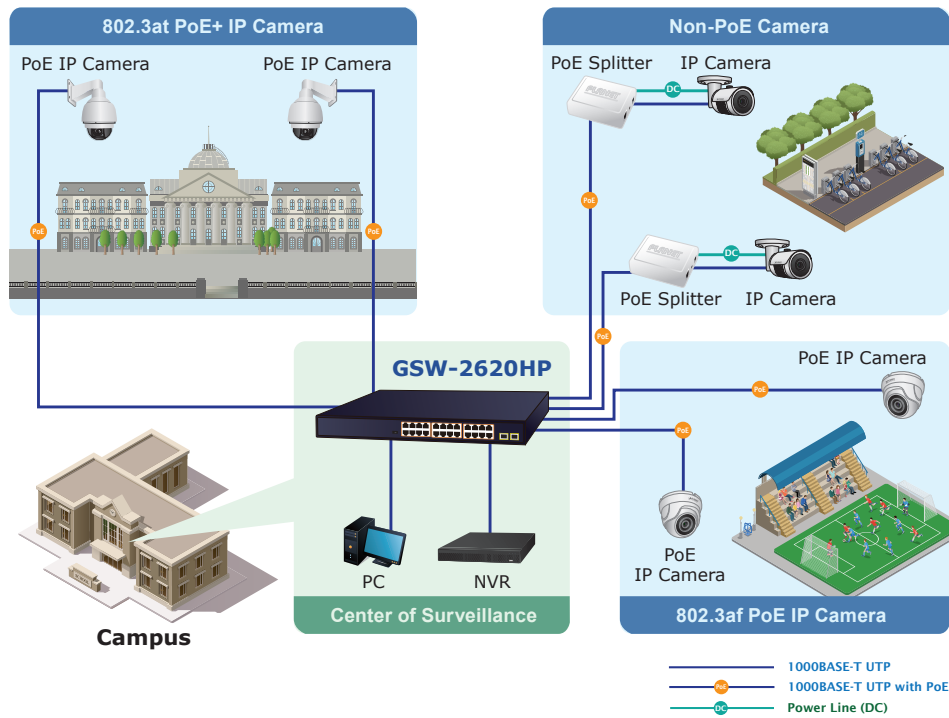 802.3at PoE+ IP Camera
PoE IP Camera
PoE IP Camera
PoE
PoE
Non-PoE Camera
PoE Splitter
IP Camera
PLANET
DC
PoE
PLANET
DC
PoE Splitter
IP Camera
PoE
GSW-2620HP
PC
NVR
Center of Surveillance
Campus
PoE IP Camera
PoE
PoE
PoE
IP Camera
802.3af PoE IP Camera
1000BASE-T UTP
PoE
1000BASE-T UTP with PoE
DC
Power Line (DC)